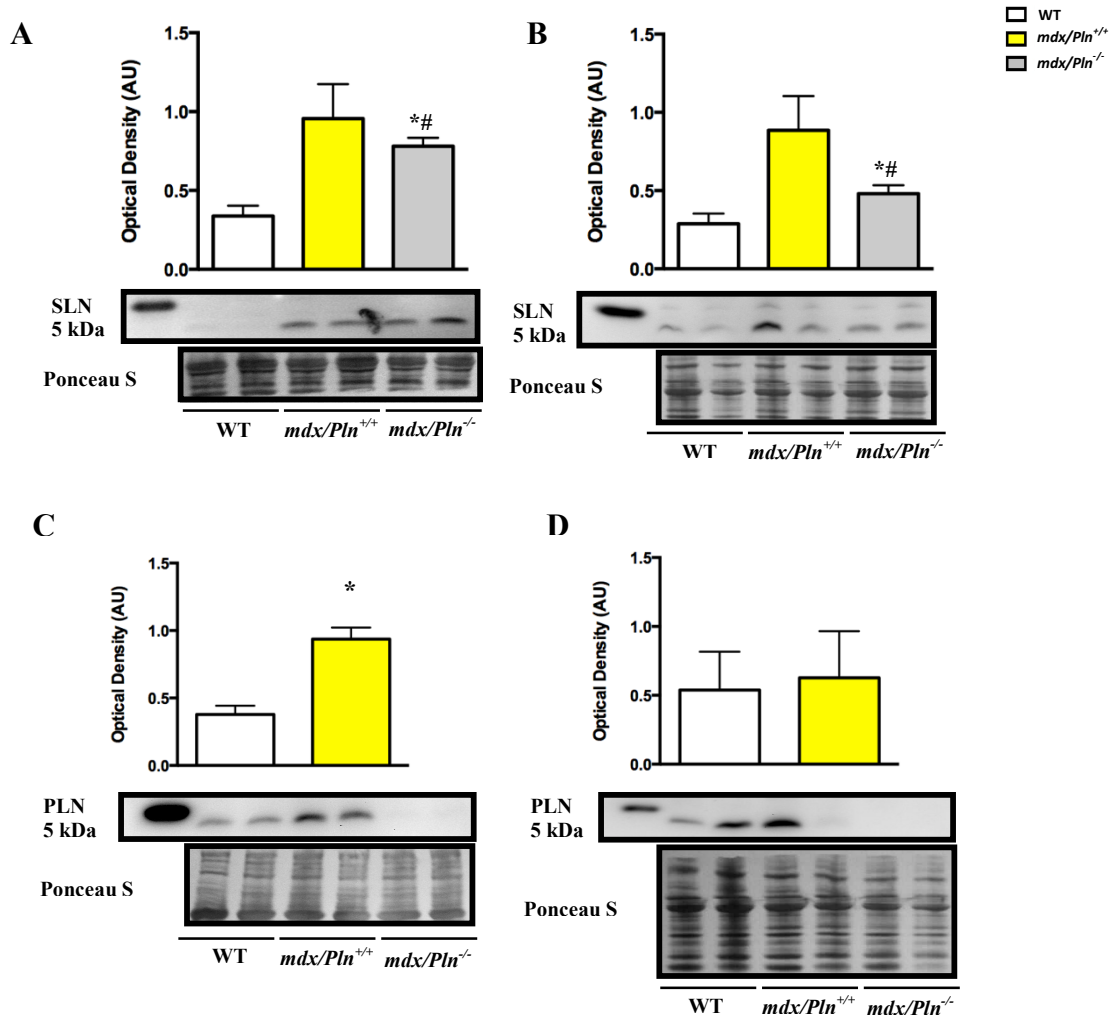 A
B
WT
mdx/Pln+/+
mdx/Pln-/-
1.5
1.0
0.5
0.0
Optical Density (AU)
*#
1.5
1.0
0.5
0.0
Optical Density (AU)
*#
SLN
5 kDa
Ponceau S
WT mdx/Pln+/+ mdx/Pln-/-
SLN
5 kDa
Ponceau S
WT mdx/Pln+/+ mdx/Pln-/-
C
D
1.5
1.0
0.5
0.0
Optical Density (AU)
*
1.5
1.0
0.5
0.0
Optical Density (AU)
PLN
5 kDa
Ponceau S
WT mdx/Pln+/+ mdx/Pln-/-
PLN
5 kDa
Ponceau S
WT mdx/Pln+/+ mdx/Pln-/-